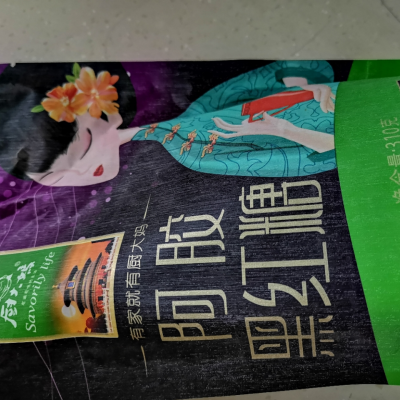 厨大妈
Savorily life
有家就有厨大妈
阿胶
黑红糖
净含量:310克